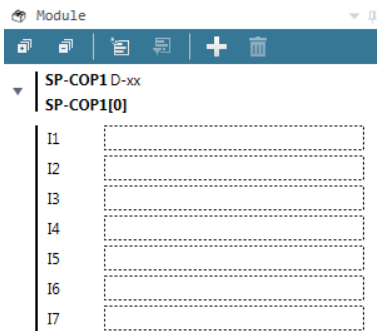 Module
SP-COP1 D-xx
SP-COP1[0]
I1
I2
I3
I4
I5
I6
I7